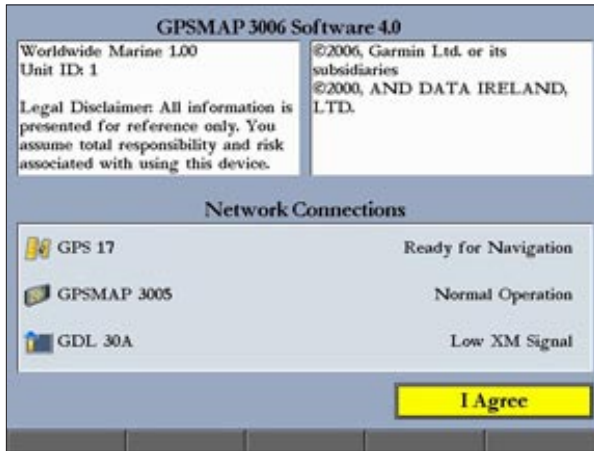 GPSMAP 3006 Software 4.0
Worldwide Marine 1.00
Unit ID: 1
Legal Disclaimer: All information is
presented for reference only. You
assume total responsibility and risk
associated with using this device.
©2006, Garmin Ltd. or its
subsidiaries
©2000, AND DATA IRELAND,
LTD.
Network Connections
GPS 17 Ready for Navigation
GPSMAP 3005 Normal Operation
GDL 30A Low XM Signal
I Agree